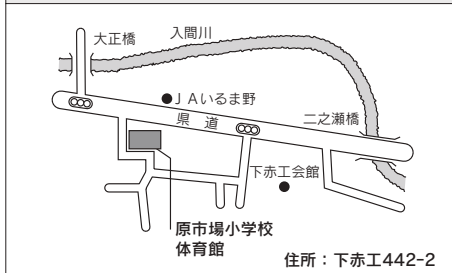 大正橋
入間川
JAいるま野
県道
二之瀬橋
下赤工会館
原市場小学校
体育館
住所：下赤工442-2